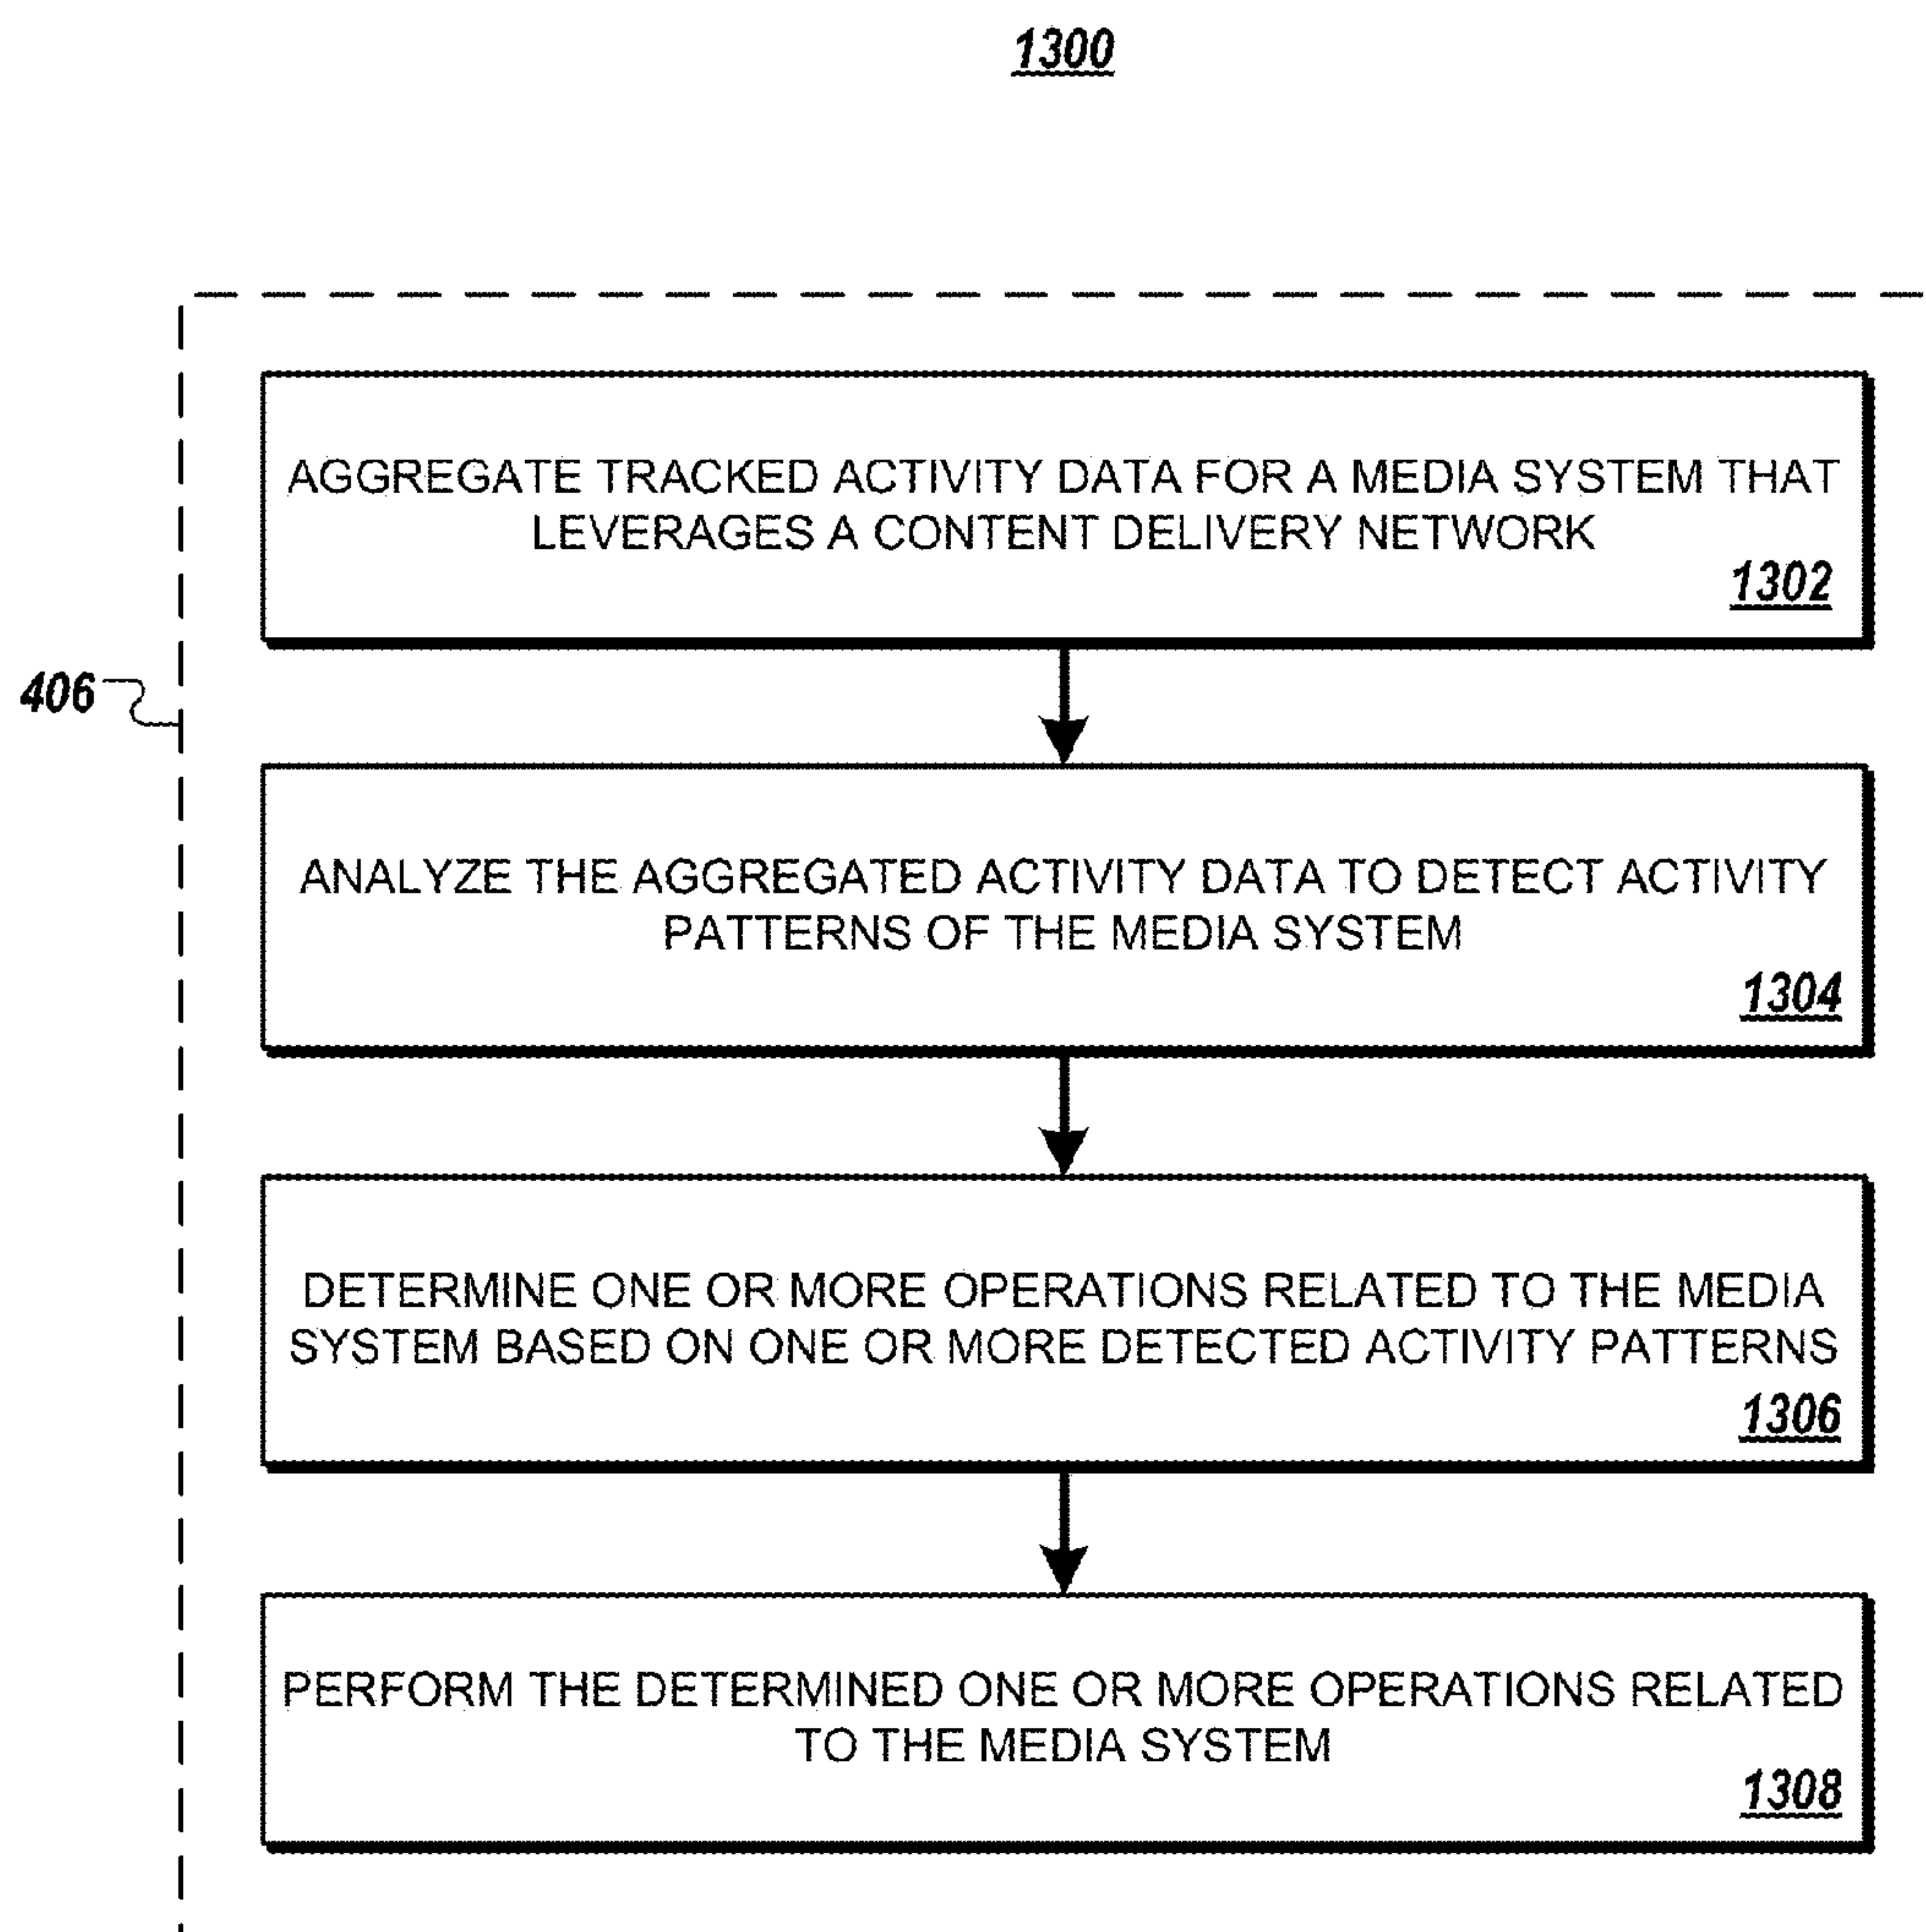 1300
AGGREGATE TRACKED ACTIVITY DATA FOR A MEDIA SYSTEM THAT
LEVERAGES A CONTENT DELIVERY NETWORK
1302
406
ANALYZE THE AGGREGATED ACTIVITY DATA TO DETECT ACTIVITY
PATTERNS OF THE MEDIA SYSTEM
1304
DETERMINE ONE OR MORE OPERATIONS RELATED TO THE MEDIA
SYSTEM BASED ON ONE OR MORE DETECTED ACTIVITY PATTERNS
1306
PERFORM THE DETERMINED ONE OR MORE OPERATIONS RELATED
TO THE MEDIA SYSTEM
1308